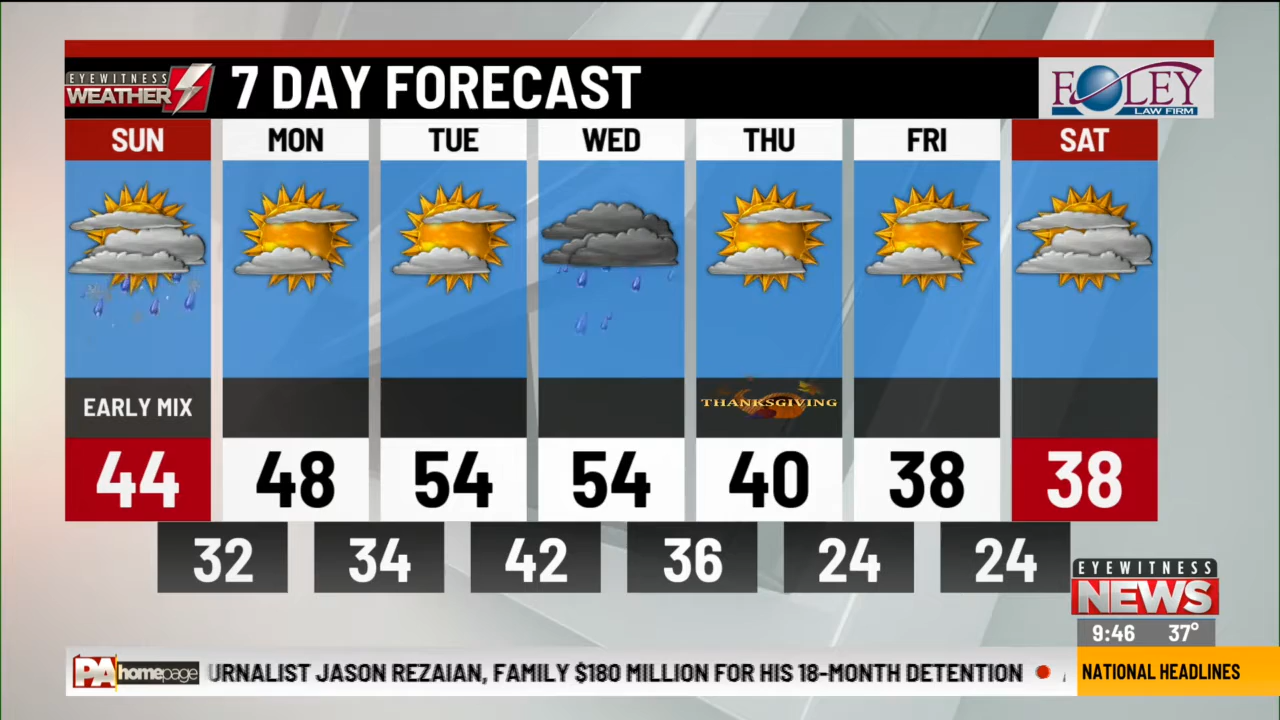 EYEWITNESS
WEATHER
7 DAY FORECAST
FOLEY
LAW FIRM
SUN MON TUE WED THU FRI SAT
EARLY MIX
THANKSGIVING
44 48 54 54 40 38 38
32 34 42 36 24 24
EYEWITNESS
NEWS
9:46 37°
PA homepage
URNALIST JASON REZAIAN, FAMILY $180 MILLION FOR HIS 18-MONTH DETENTION
NATIONAL HEADLINES